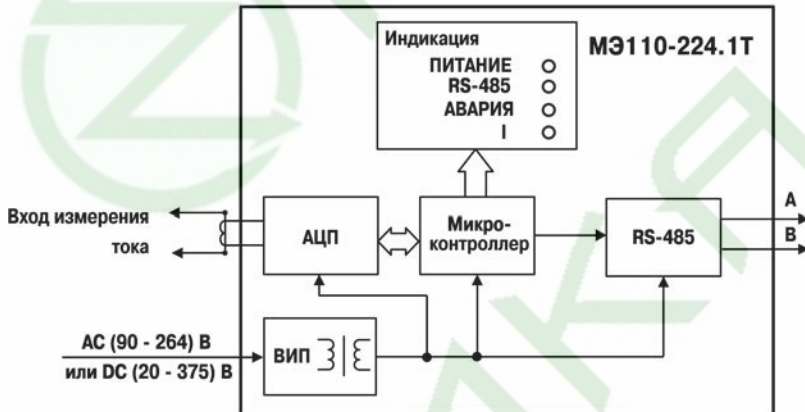 Индикация
МЭ110-224.1Т
ПИТАНИЕ
RS-485
АВАРИЯ
I
Вход измерения
тока
АЦП
Микро-
контроллер
RS-485
A
B
AC (90 - 264) В
или DC (20 - 375) В
ВИП